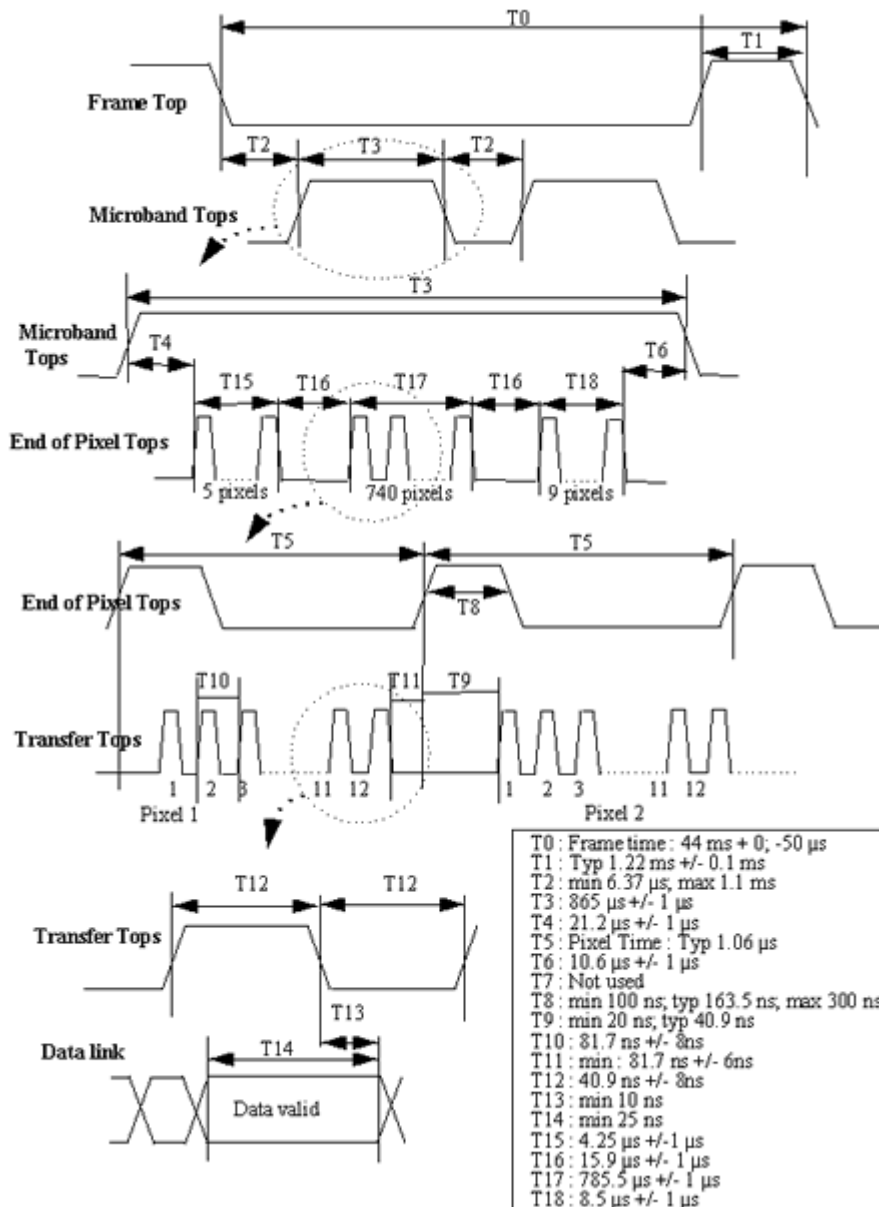 T0
T1
Frame Top
T2 T3 T2
Microband Tops
T3
Microband
Tops
T4 T6
T15 T16 T17 T16 T18
End of Pixel Tops
5 pixels 740 pixels 9 pixels
T5 T5
End of Pixel Tops
T8
T10 T11 T9
Transfer Tops
1 2 3 11 12 1 2 3 11 12
Pixel 1 Pixel 2
T12 T12
Transfer Tops
T13
Data link
T14
Data valid
T0 : Frame time : 44 ms + 0; -50 µs
T1 : Typ 1.22 ms +/- 0.1 ms
T2 : min 6.37 µs; max 1.1 ms
T3 : 865 µs +/- 1 µs
T4 : 21.2 µs +/- 1 µs
T5 : Pixel Time : Typ 1.06 µs
T6 : 10.6 µs +/- 1 µs
T7 : Not used
T8 : min 100 ns; typ 163.5 ns; max 300 ns
T9 : min 20 ns; typ 40.9 ns
T10 : 81.7 ns +/- 8ns
T11 : min : 81.7 ns +/- 6ns
T12 : 40.9 ns +/- 8ns
T13 : min 10 ns
T14 : min 25 ns
T15 : 4.25 µs +/-1 µs
T16 : 15.9 µs +/- 1 µs
T17 : 785.5 µs +/- 1 µs
T18 : 8.5 µs +/- 1 µs